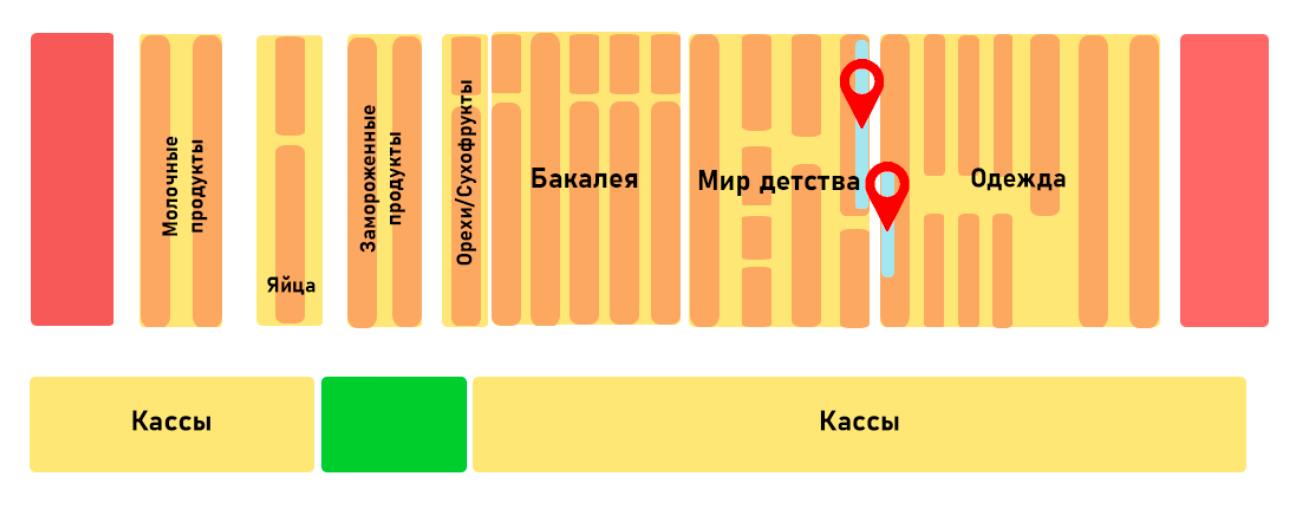 Молочные
продукты
Яйца
Замороженные
продукты
Орехи/Сухофрукты
Бакалея
Мир детства
Одежда
Кассы
Кассы